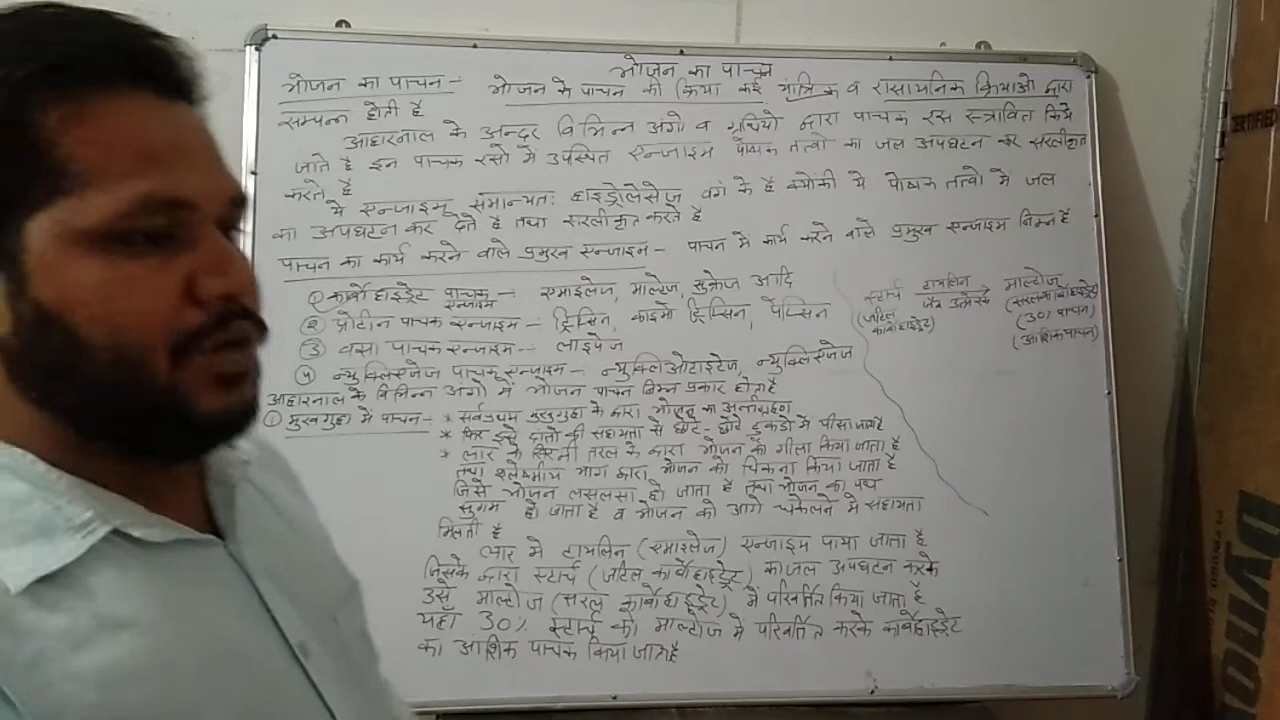 भोजन का पाचन
भोजन का पाचन - भोजन के पाचन की क्रिया कई यांत्रिक व रासायनिक क्रियाओ द्वारा
सम्पन्न होती है
आहारनाल के अन्दर विभिन्न अंगो व ग्रंथियो द्वारा पाचक रस स्त्रावित किये
जाते है इन पाचक रसो में उपस्थित एन्जाइम पोषक तत्वो का जल अपघटन कर सरलीकृत
करते है
ये एन्जाइम समान्यतः हाइड्रोलेसेज वर्ग के है क्योंकी ये पोषक तत्वो में जल
का अपघटन कर देते है तथा सरलीकृत करते है
पाचन का कार्य करने वाले प्रमुख एन्जाइम - पाचन में कार्य करने वाले प्रमुख एन्जाइम निम्न है
① कार्बोहाइड्रेट पाचक एन्जाइम - एमाइलेज, माल्टेज, सुक्रेज आदि
② प्रोटीन पाचक एन्जाइम - ट्रिप्सिन, काइमो ट्रिप्सिन, पेप्सिन
③ वसा पाचक एन्जाइम - लाइपेज
④ न्युक्लिएजेज पाचक एन्जाइम - न्युक्लिओटाइडेज, न्युक्लिएजेज
स्टार्च टायलिन माल्टोज
(जटिल कार्बोहाइड्रेट)
(30% पाचन)
(आंशिक पाचन)
आहारनाल के विभिन्न अंगो में भोजन पाचन निम्न प्रकार होता है
① मुखगुहा में पाचन - * सर्वप्रथम मुखगुहा के द्वारा भोजन का अन्तर्ग्रहण
* फिर इसे दांतो की सहायता से छोटे - छोटे टुकडो में पीसा जाता है
* लार के सिरमी तरल के द्वारा भोजन को गीला किया जाता है
तथा श्लेष्मीय भाग द्वारा भोजन को चिकना किया जाता है
जिसे भोजन लसलसा हो जाता है तथा भोजन का पथ
सुगम हो जाता है व भोजन को आगे धकेलने में सहायता
मिलती है
लार मे टायलिन (एमाइलेज) एन्जाइम पाया जाता है
जिसके द्वारा स्टार्च (जटिल कार्बोहाइड्रेट) का जल अपघटन करके
उसे माल्टोज (सरल कार्बोहाइड्रेट) में परिवर्तित किया जाता है
यहाँ 30% स्टार्च को माल्टोज में परिवर्तित करके कार्बोहाइड्रेट
का आंशिक पाचक किया जाता है
CERTIFIED